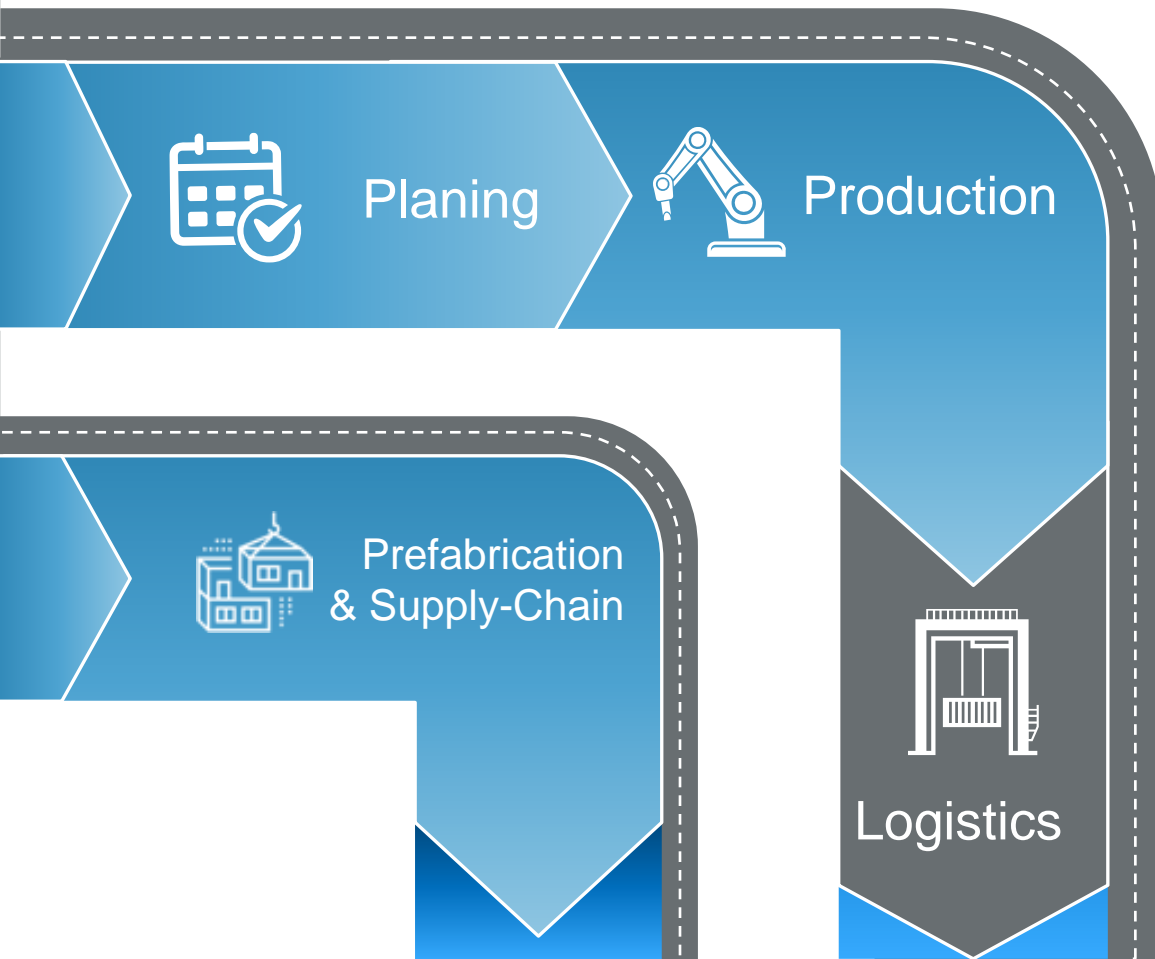 Planing
Production
Prefabrication
& Supply-Chain
Logistics